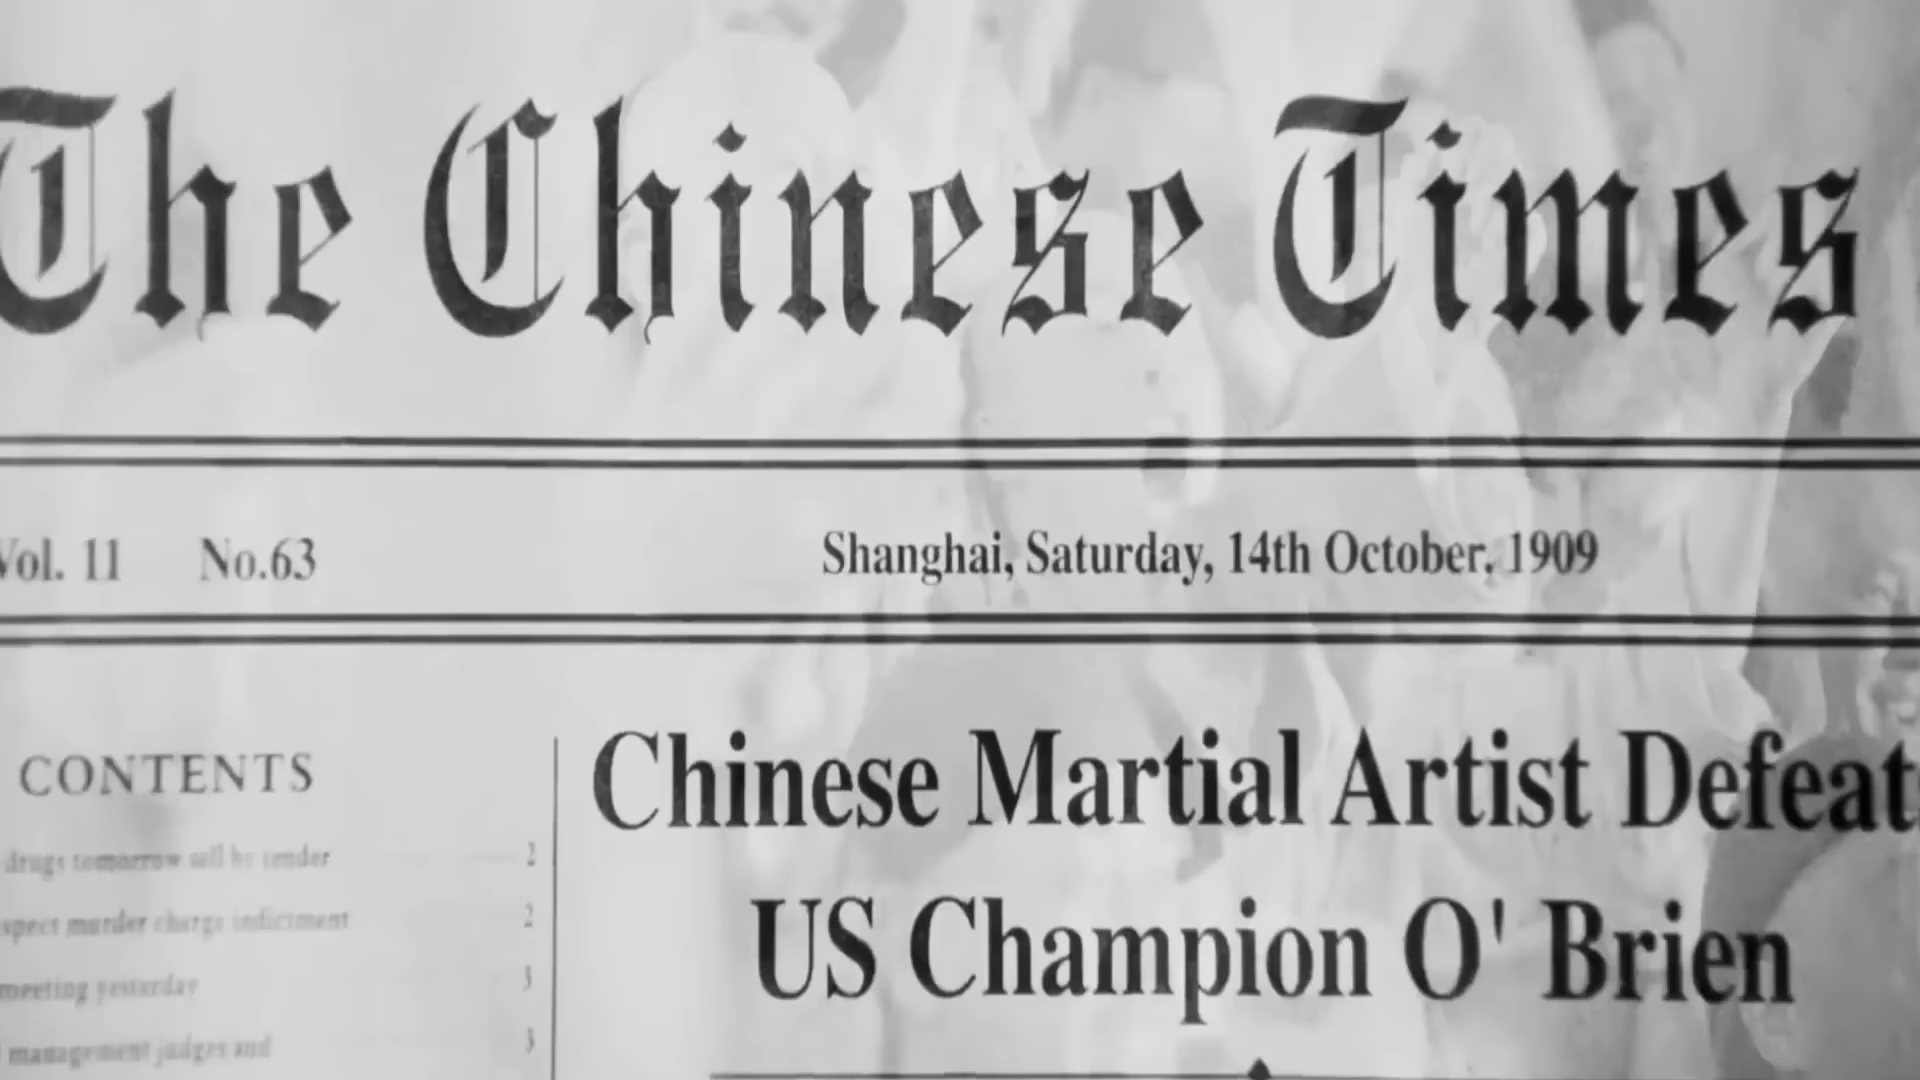 The Chinese Times
Vol. 11 No.63
Shanghai, Saturday, 14th October, 1909
CONTENTS
drugs tomorrow sell by tender 2
murder charge indictment 2
meeting yesterday 3
management judges and 3
Chinese Martial Artist Defeat
US Champion O' Brien